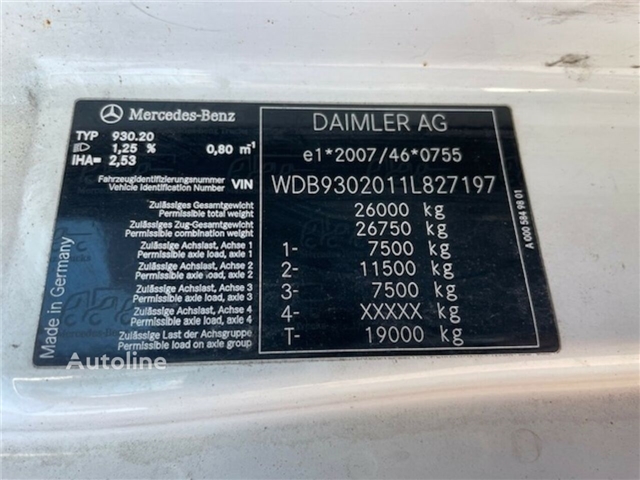 Mercedes-Benz
DAIMLER AG
TYP 930.20
1,25 % 0,80 m⁻¹
IHA= 2,53
e1*2007/46*0755
Fahrzeugidentifizierungsnummer
Vehicle Identification Number VIN WDB9302011L827197
Zulässiges Gesamtgewicht
Permissible total weight 26000 kg
Zulässiges Zug-Gesamtgewicht
Permissible combination weight 26750 kg
Zulässige Achslast, Achse 1
Permissible axle load, axle 1 1- 7500 kg
Zulässige Achslast, Achse 2
Permissible axle load, axle 2 2- 11500 kg
Zulässige Achslast, Achse 3
Permissible axle load, axle 3 3- 7500 kg
Zulässige Achslast, Achse 4
Permissible axle load, axle 4 4- XXXXX kg
Zulässige Last der Achsgruppe
Permissible load on axle group T- 19000 kg
Made in Germany
A 000 584 98 01
Autoline
Autoline